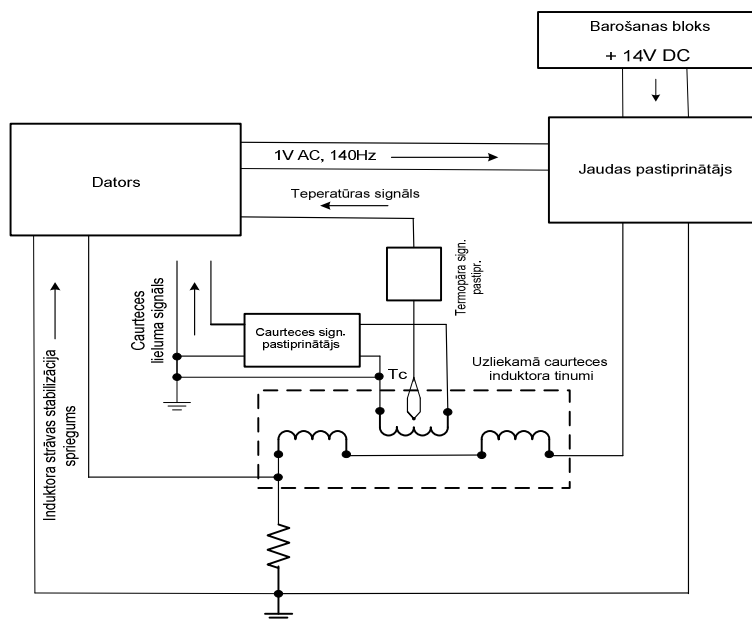 Barošanas bloks
+ 14V DC
Dators
1V AC, 140Hz
Jaudas pastiprinātājs
Teperatūras signāls
Termopāra sign.
pastipr.
Caurteces
lieluma signāls
Caurteces sign.
pastiprinātājs
Tc
Uzliekamā caurteces
induktora tinumi
Induktora strāvas stabilizācija
spriegums